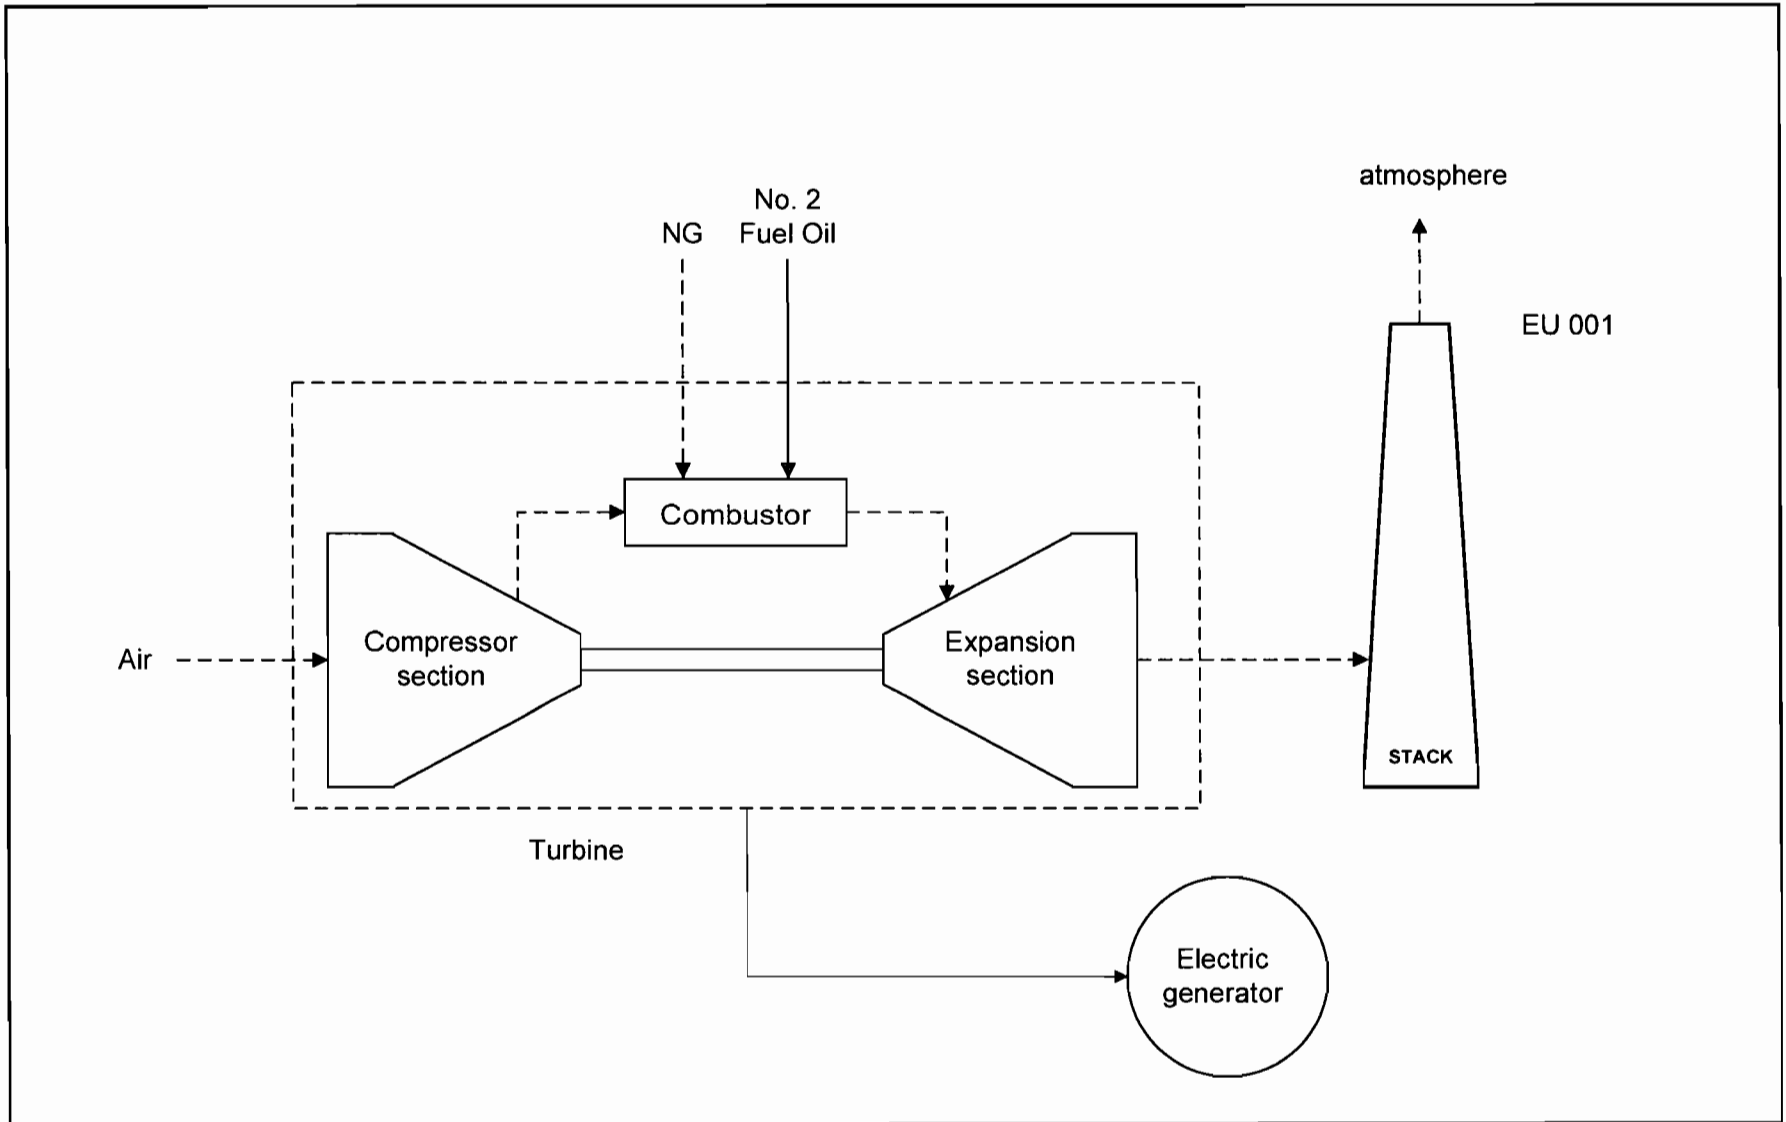 atmosphere
No. 2
NG Fuel Oil
EU 001
Combustor
Compressor
section
Expansion
section
Air
STACK
Turbine
Electric
generator